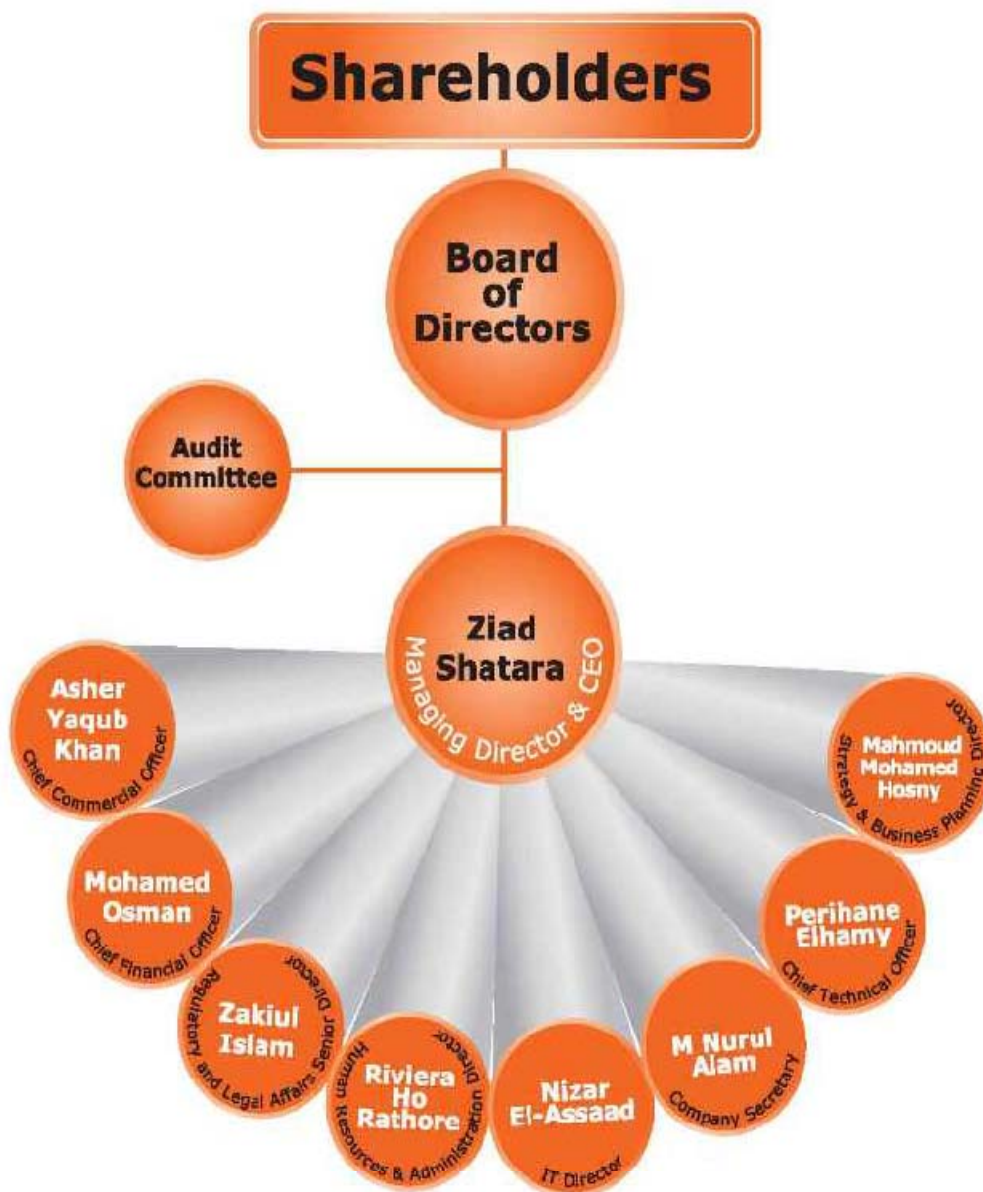 Shareholders
Board
of
Directors
Audit
Committee
Ziad
Shatara
Managing Director & CEO
Asher
Yaqub
Khan
Chief Commercial Officer
Mohamed
Osman
Chief Financial Officer
Zakiul
Islam
Regulatory and Legal Affairs Senior Director
Riviera
Ho
Rathore
Human Resources & Administration Director
Nizar
El-Assaad
IT Director
M Nurul
Alam
Company Secretary
Perihane
Elhamy
Chief Technical Officer
Mahmoud
Mohamed
Hosny
Strategy & Business Planning Director